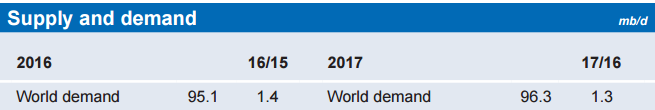 Supply and demand mb/d
2016 16/15 2017 17/16
World demand 95.1 1.4 World demand 96.3 1.3